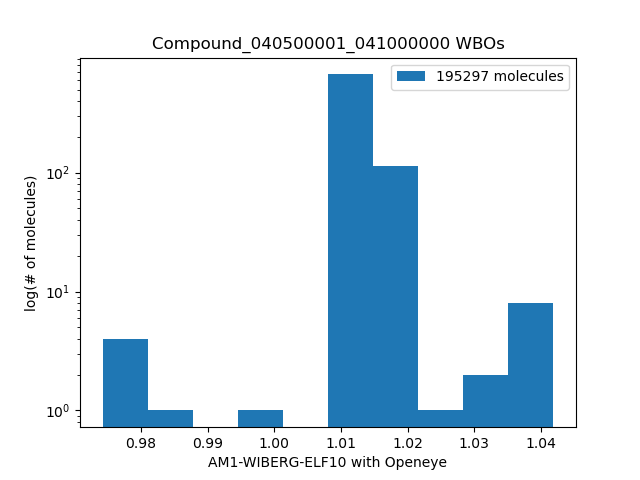 Compound_040500001_041000000 WBOs
195297 molecules
log(# of molecules)
10²
10¹
10⁰
0.98 0.99 1.00 1.01 1.02 1.03 1.04
AM1-WIBERG-ELF10 with Openeye